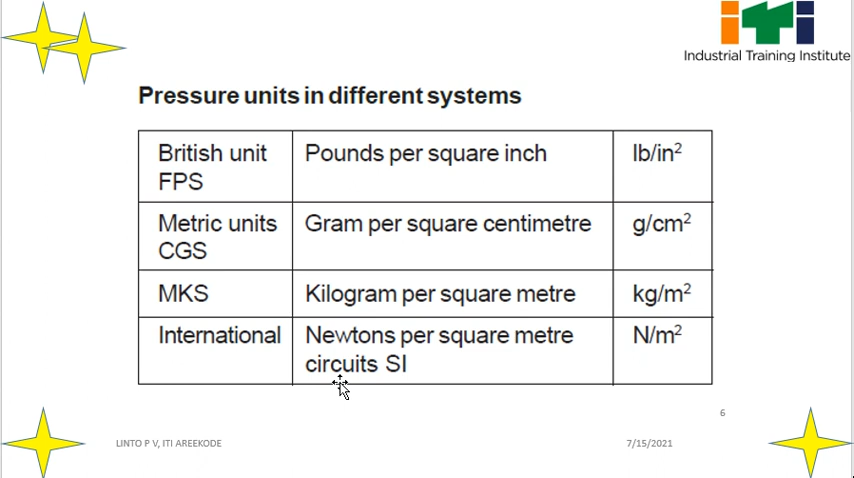 iti
Industrial Training Institute
Pressure units in different systems
British unit FPS Pounds per square inch lb/in²
Metric units CGS Gram per square centimetre g/cm²
MKS Kilogram per square metre kg/m²
International Newtons per square metre circuits SI N/m²
6
LINTO P V, ITI AREEKODE
7/15/2021